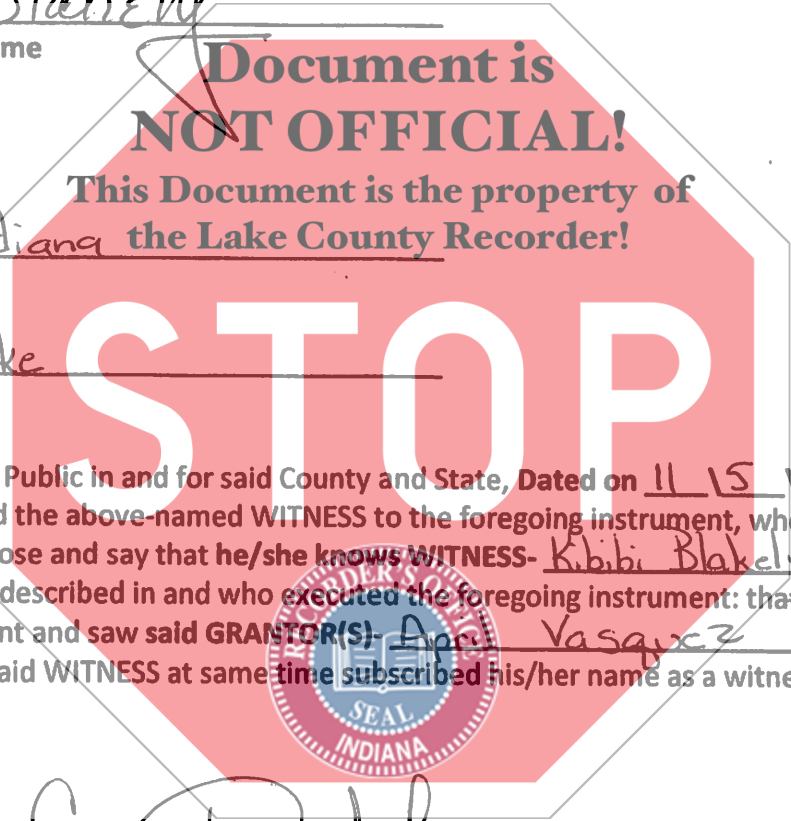 me
Document is
NOT OFFICIAL!
This Document is the property of
the Lake County Recorder!
diana
ke
STOP
Public in and for said County and State, Dated on 11 15
d the above-named WITNESS to the foregoing instrument, wh
ose and say that he/she knows WITNESS- Kibibi Blakel
described in and who executed the foregoing instrument: tha
nt and saw said GRANTOR(S)- Vasquez
aid WITNESS at same time subscribed his/her name as a witne
RECORDER'S OFFICE
SEAL
INDIANA